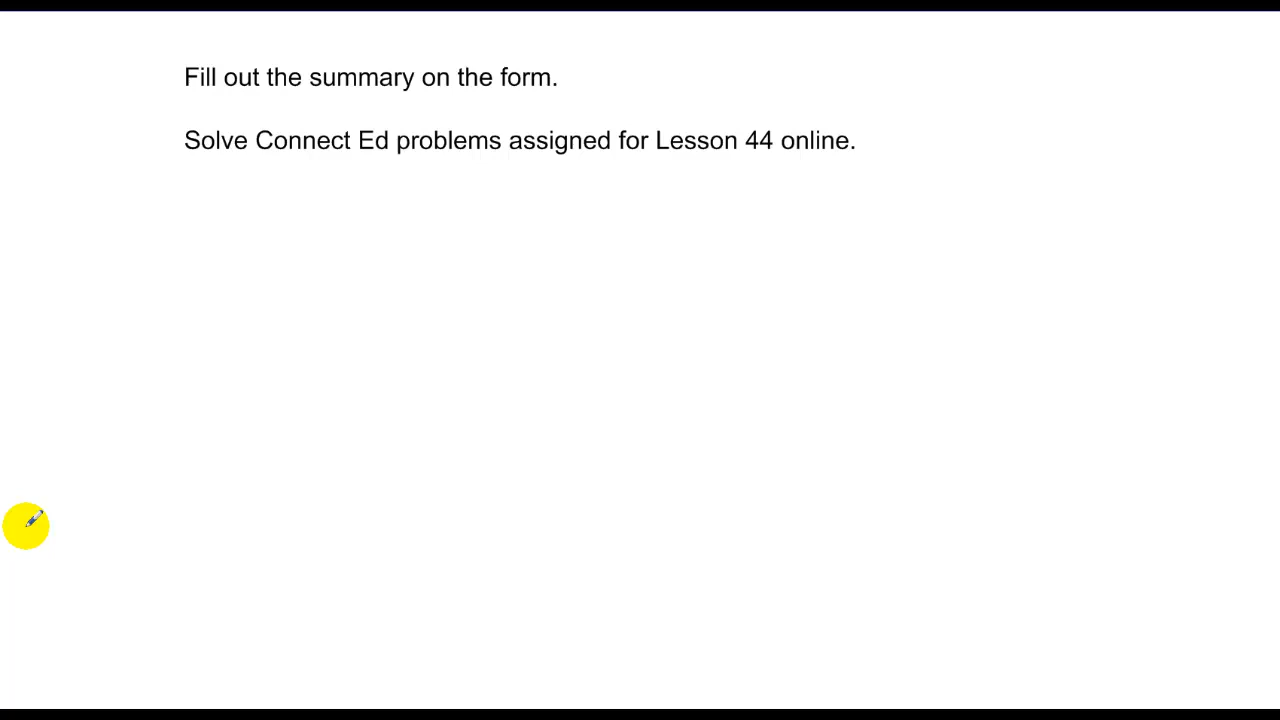 Fill out the summary on the form.
Solve Connect Ed problems assigned for Lesson 44 online.